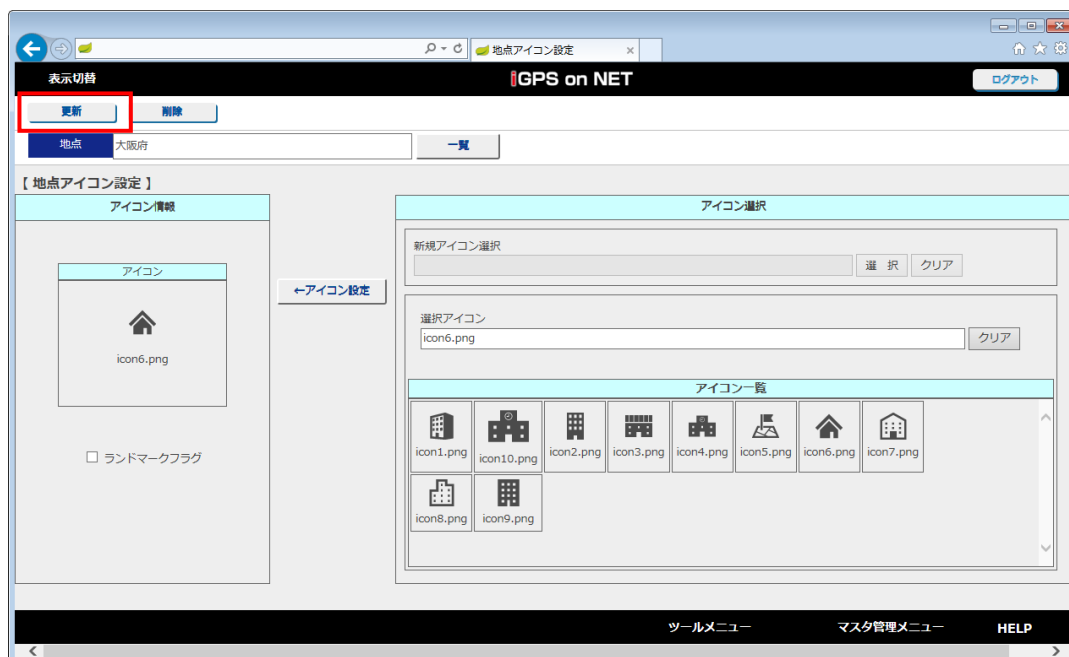 地点アイコン設定
表示切替
iGPS on NET
ログアウト
更新
削除
地点
大阪府
一覧
【 地点アイコン設定 】
アイコン情報
アイコン
icon6.png
ランドマークフラグ
←アイコン設定
アイコン選択
新規アイコン選択
選 択
クリア
選択アイコン
icon6.png
クリア
アイコン一覧
icon1.png
icon10.png
icon2.png
icon3.png
icon4.png
icon5.png
icon6.png
icon7.png
icon8.png
icon9.png
ツールメニュー
マスタ管理メニュー
HELP